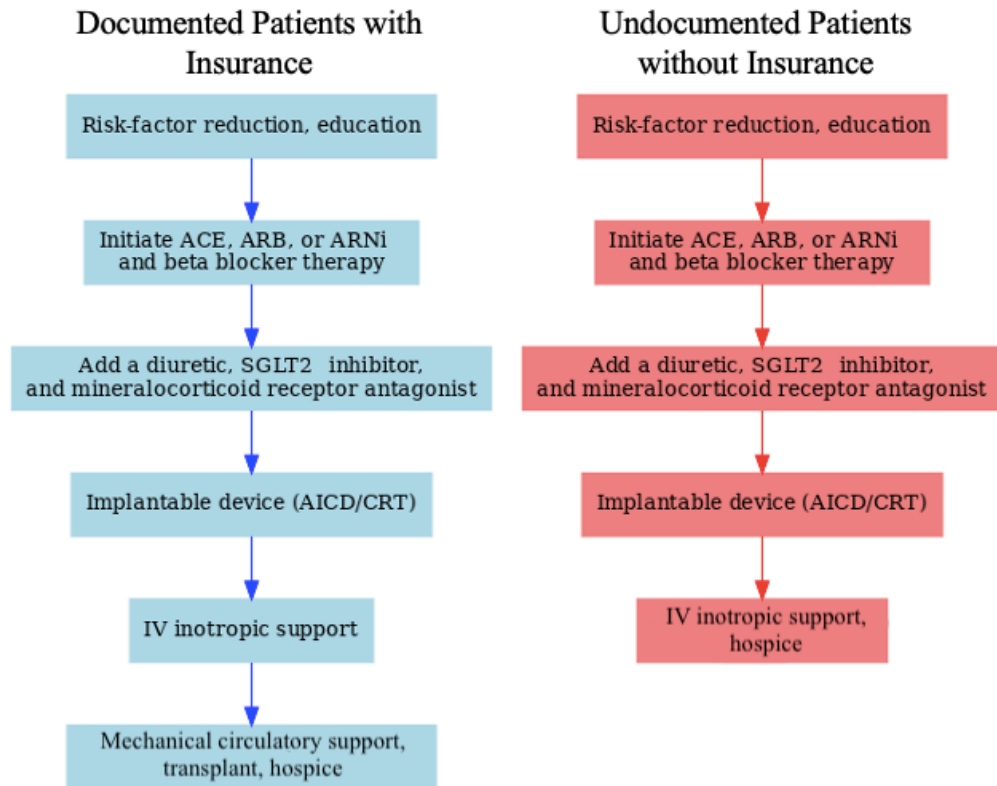 Documented Patients with
Insurance
Risk-factor reduction, education
Initiate ACE, ARB, or ARNi
and beta blocker therapy
Add a diuretic, SGLT2 inhibitor,
and mineralocorticoid receptor antagonist
Implantable device (AICD/CRT)
IV inotropic support
Mechanical circulatory support,
transplant, hospice
Undocumented Patients
without Insurance
Risk-factor reduction, education
Initiate ACE, ARB, or ARNi
and beta blocker therapy
Add a diuretic, SGLT2 inhibitor,
and mineralocorticoid receptor antagonist
Implantable device (AICD/CRT)
IV inotropic support,
hospice